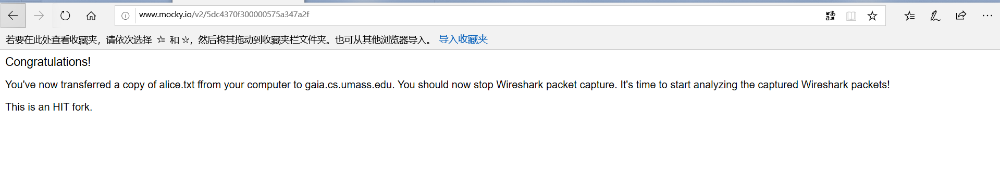 www.mocky.io/v2/5dc4370f300000575a347a2f
若要在此处查看收藏夹，请依次选择 和 ，然后将其拖动到收藏夹栏文件夹。也可从其他浏览器导入。 导入收藏夹
Congratulations!
You've now transferred a copy of alice.txt ffrom your computer to gaia.cs.umass.edu. You should now stop Wireshark packet capture. It's time to start analyzing the captured Wireshark packets!
This is an HIT fork.